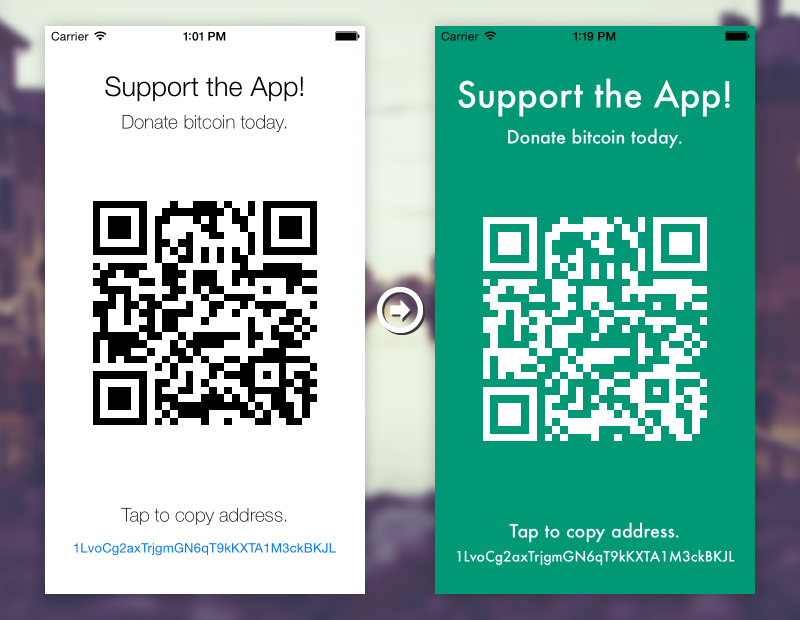 Carrier 1:01 PM
Support the App!
Donate bitcoin today.
Tap to copy address.
1LvoCg2axTrjgmGN6qT9kKXTA1M3ckBKJL
Carrier 1:19 PM
Support the App!
Donate bitcoin today.
Tap to copy address.
1LvoCg2axTrjgmGN6qT9kKXTA1M3ckBKJL